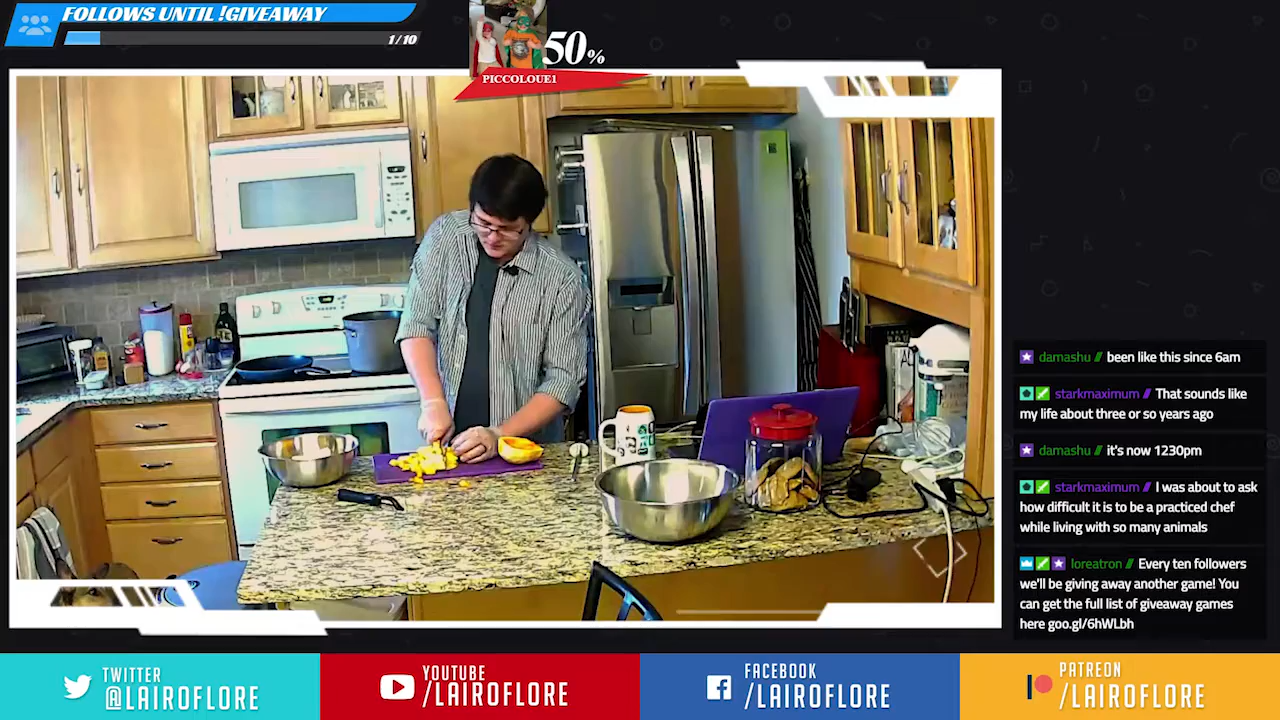 FOLLOWS UNTIL !GIVEAWAY
1/10
50%
PICCOLOUE1
damashu // been like this since 6am
starkmaximum // That sounds like
my life about three or so years ago
damashu // it's now 1230pm
starkmaximum // I was about to ask
how difficult it is to be a practiced chef
while living with so many animals
loreatron // Every ten followers
we'll be giving away another game! You
can get the full list of giveaway games
here goo.gl/6hWLbh
TWITTER
@LAIROFLORE
YOUTUBE
/LAIROFLORE
FACEBOOK
/LAIROFLORE
PATREON
/LAIROFLORE